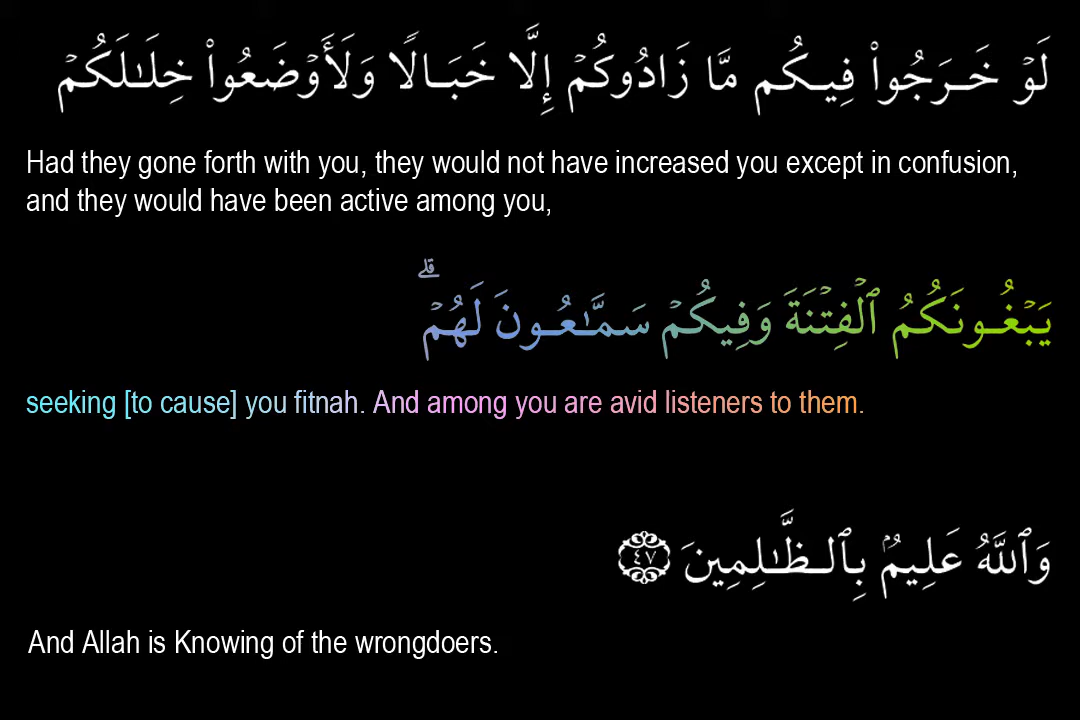 لَوۡ خَرَجُواْ فِيكُم مَّا زَادُوكُمۡ إِلَّا خَبَالًا وَلَأَوۡضَعُواْ خِلَٰلَكُمۡ
Had they gone forth with you, they would not have increased you except in confusion,
and they would have been active among you,
يَبۡغُونَكُمُ ٱلۡفِتۡنَةَ وَفِيكُمۡ سَمَّٰعُونَ لَهُمۡۗ
seeking [to cause] you fitnah. And among you are avid listeners to them.
وَٱللَّهُ عَلِيمُۢ بِٱلظَّٰلِمِينَ ٤٧
And Allah is Knowing of the wrongdoers.